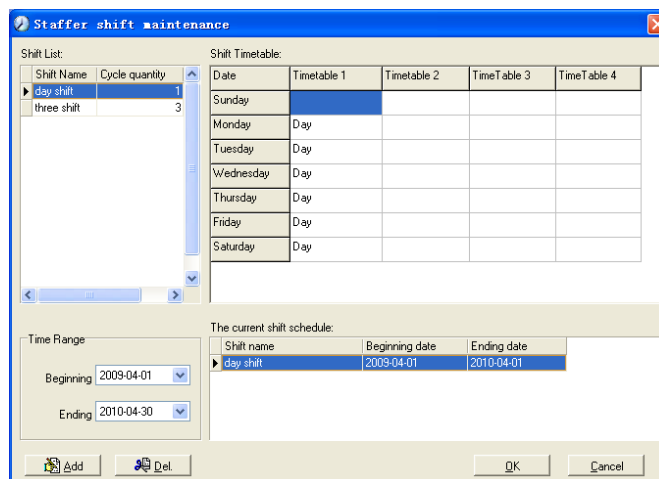 Staffer shift maintenance
Shift List:
Shift Name Cycle quantity
day shift 1
three shift 3
Shift Timetable:
Date Timetable 1 Timetable 2 TimeTable 3 TimeTable 4
Sunday
Monday Day
Tuesday Day
Wednesday Day
Thursday Day
Friday Day
Saturday Day
Time Range
Beginning 2009-04-01
Ending 2010-04-30
The current shift schedule:
Shift name Beginning date Ending date
day shift 2009-04-01 2010-04-01
Add Del. OK Cancel